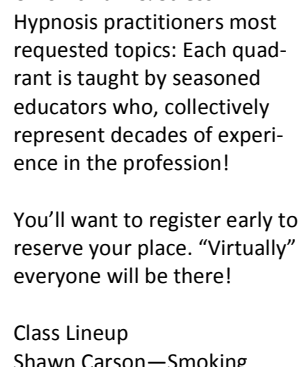 Hypnosis practitioners most
requested topics: Each quad-
rant is taught by seasoned
educators who, collectively
represent decades of experi-
ence in the profession!
You’ll want to register early to
reserve your place. “Virtually”
everyone will be there!
Class Lineup
Shawn Carson—Smoking